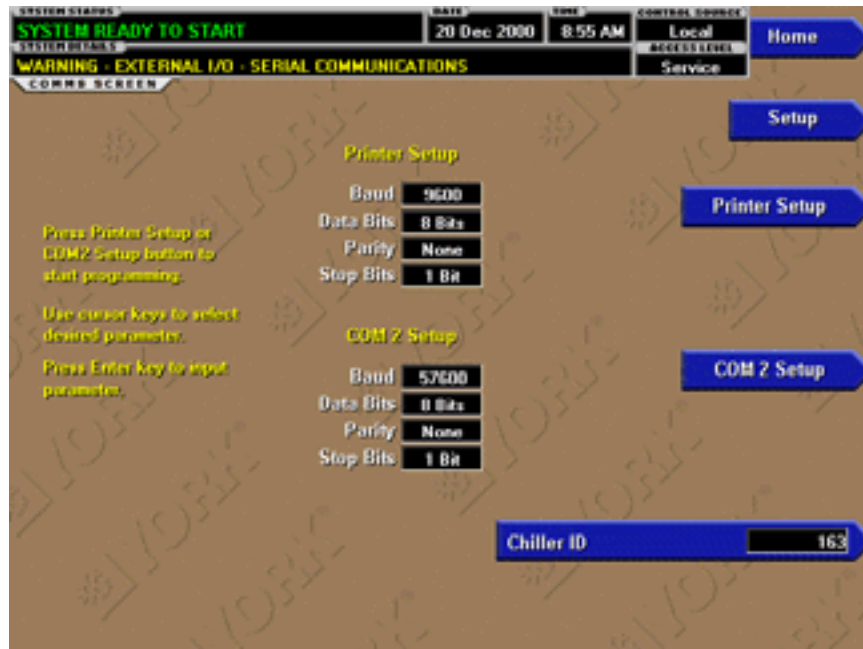 SYSTEM STATUS
SYSTEM READY TO START
DATE
20 Dec 2000
TIME
8:55 AM
CONTROL SOURCE
Local
Home
SYSTEM DETAILS
WARNING - EXTERNAL I/O - SERIAL COMMUNICATIONS
ACCESS LEVEL
Service
COMMS SCREEN
Setup
Printer Setup
Baud 9600
Data Bits 8 Bits
Parity None
Stop Bits 1 Bit
Printer Setup
Press Printer Setup or
COM2 Setup button to
start programming.
Use cursor keys to select
desired parameter.
Press Enter key to input
parameter.
COM 2 Setup
Baud 57600
Data Bits 8 Bits
Parity None
Stop Bits 1 Bit
COM 2 Setup
Chiller ID 163
YORK